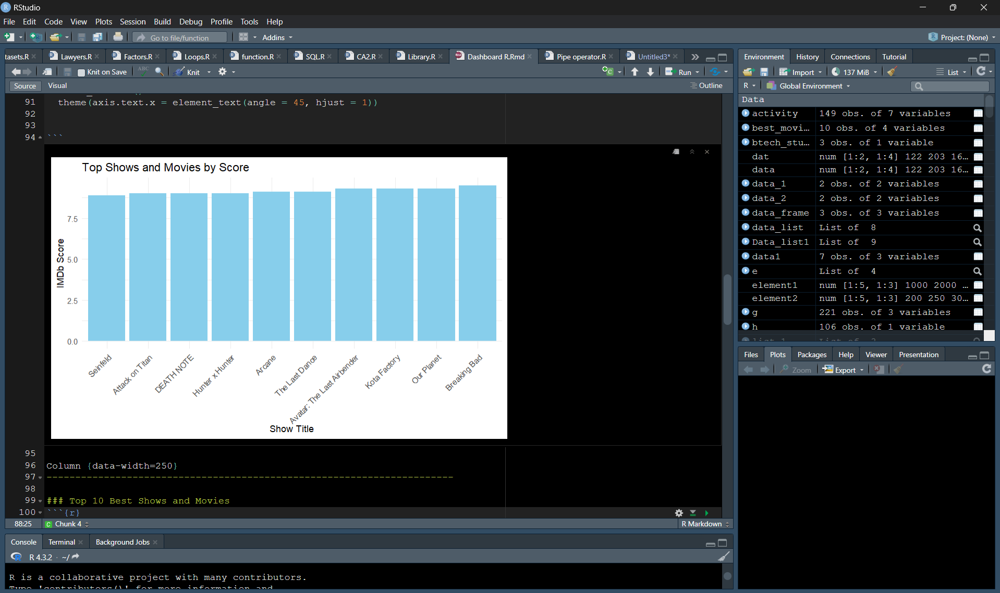 RStudio
File Edit Code View Plots Session Build Debug Profile Tools Help
Go to file/function Addins Project: (None)
tasets.R Lawyers.R Factors.R Loops.R function.R SQL.R CA2.R Library.R Dashboard R.Rmd Pipe operator.R Untitled3*
Knit on Save ABC Knit Run
Source Visual Outline
91 theme(axis.text.x = element_text(angle = 45, hjust = 1))
92
93
94 ```
Top Shows and Movies by Score
IMDb Score
7.5
5.0
2.5
0.0
Seinfeld
Attack on Titan
DEATH NOTE
Hunter x Hunter
Arcane
The Last Dance
Avatar: The Last Airbender
Kota Factory
Our Planet
Breaking Bad
Show Title
95
96 Column {data-width=250}
97 -----------------------------------------------------------------------
98
99 ### Top 10 Best Shows and Movies
100 ```{r}
88:25 C Chunk 4 R Markdown
Console Terminal Background Jobs
R 4.3.2 · ~/
R is a collaborative project with many contributors.
Type 'contributors()' for more information and
Environment History Connections Tutorial
Import 137 MiB List
R Global Environment
Data
activity 149 obs. of 7 variables
best_movi… 10 obs. of 4 variables
btech_stu… 3 obs. of 1 variable
dat num [1:2, 1:4] 122 203 16…
data num [1:2, 1:4] 122 203 16…
data_1 2 obs. of 2 variables
data_2 2 obs. of 2 variables
data_frame 3 obs. of 3 variables
data_list List of 8
Data_list1 List of 9
data1 7 obs. of 3 variables
e List of 4
element1 num [1:5, 1:3] 1000 2000 …
element2 num [1:5, 1:3] 200 250 30…
g 221 obs. of 3 variables
h 106 obs. of 1 variable
list_1 List of 2
Files Plots Packages Help Viewer Presentation
Zoom Export